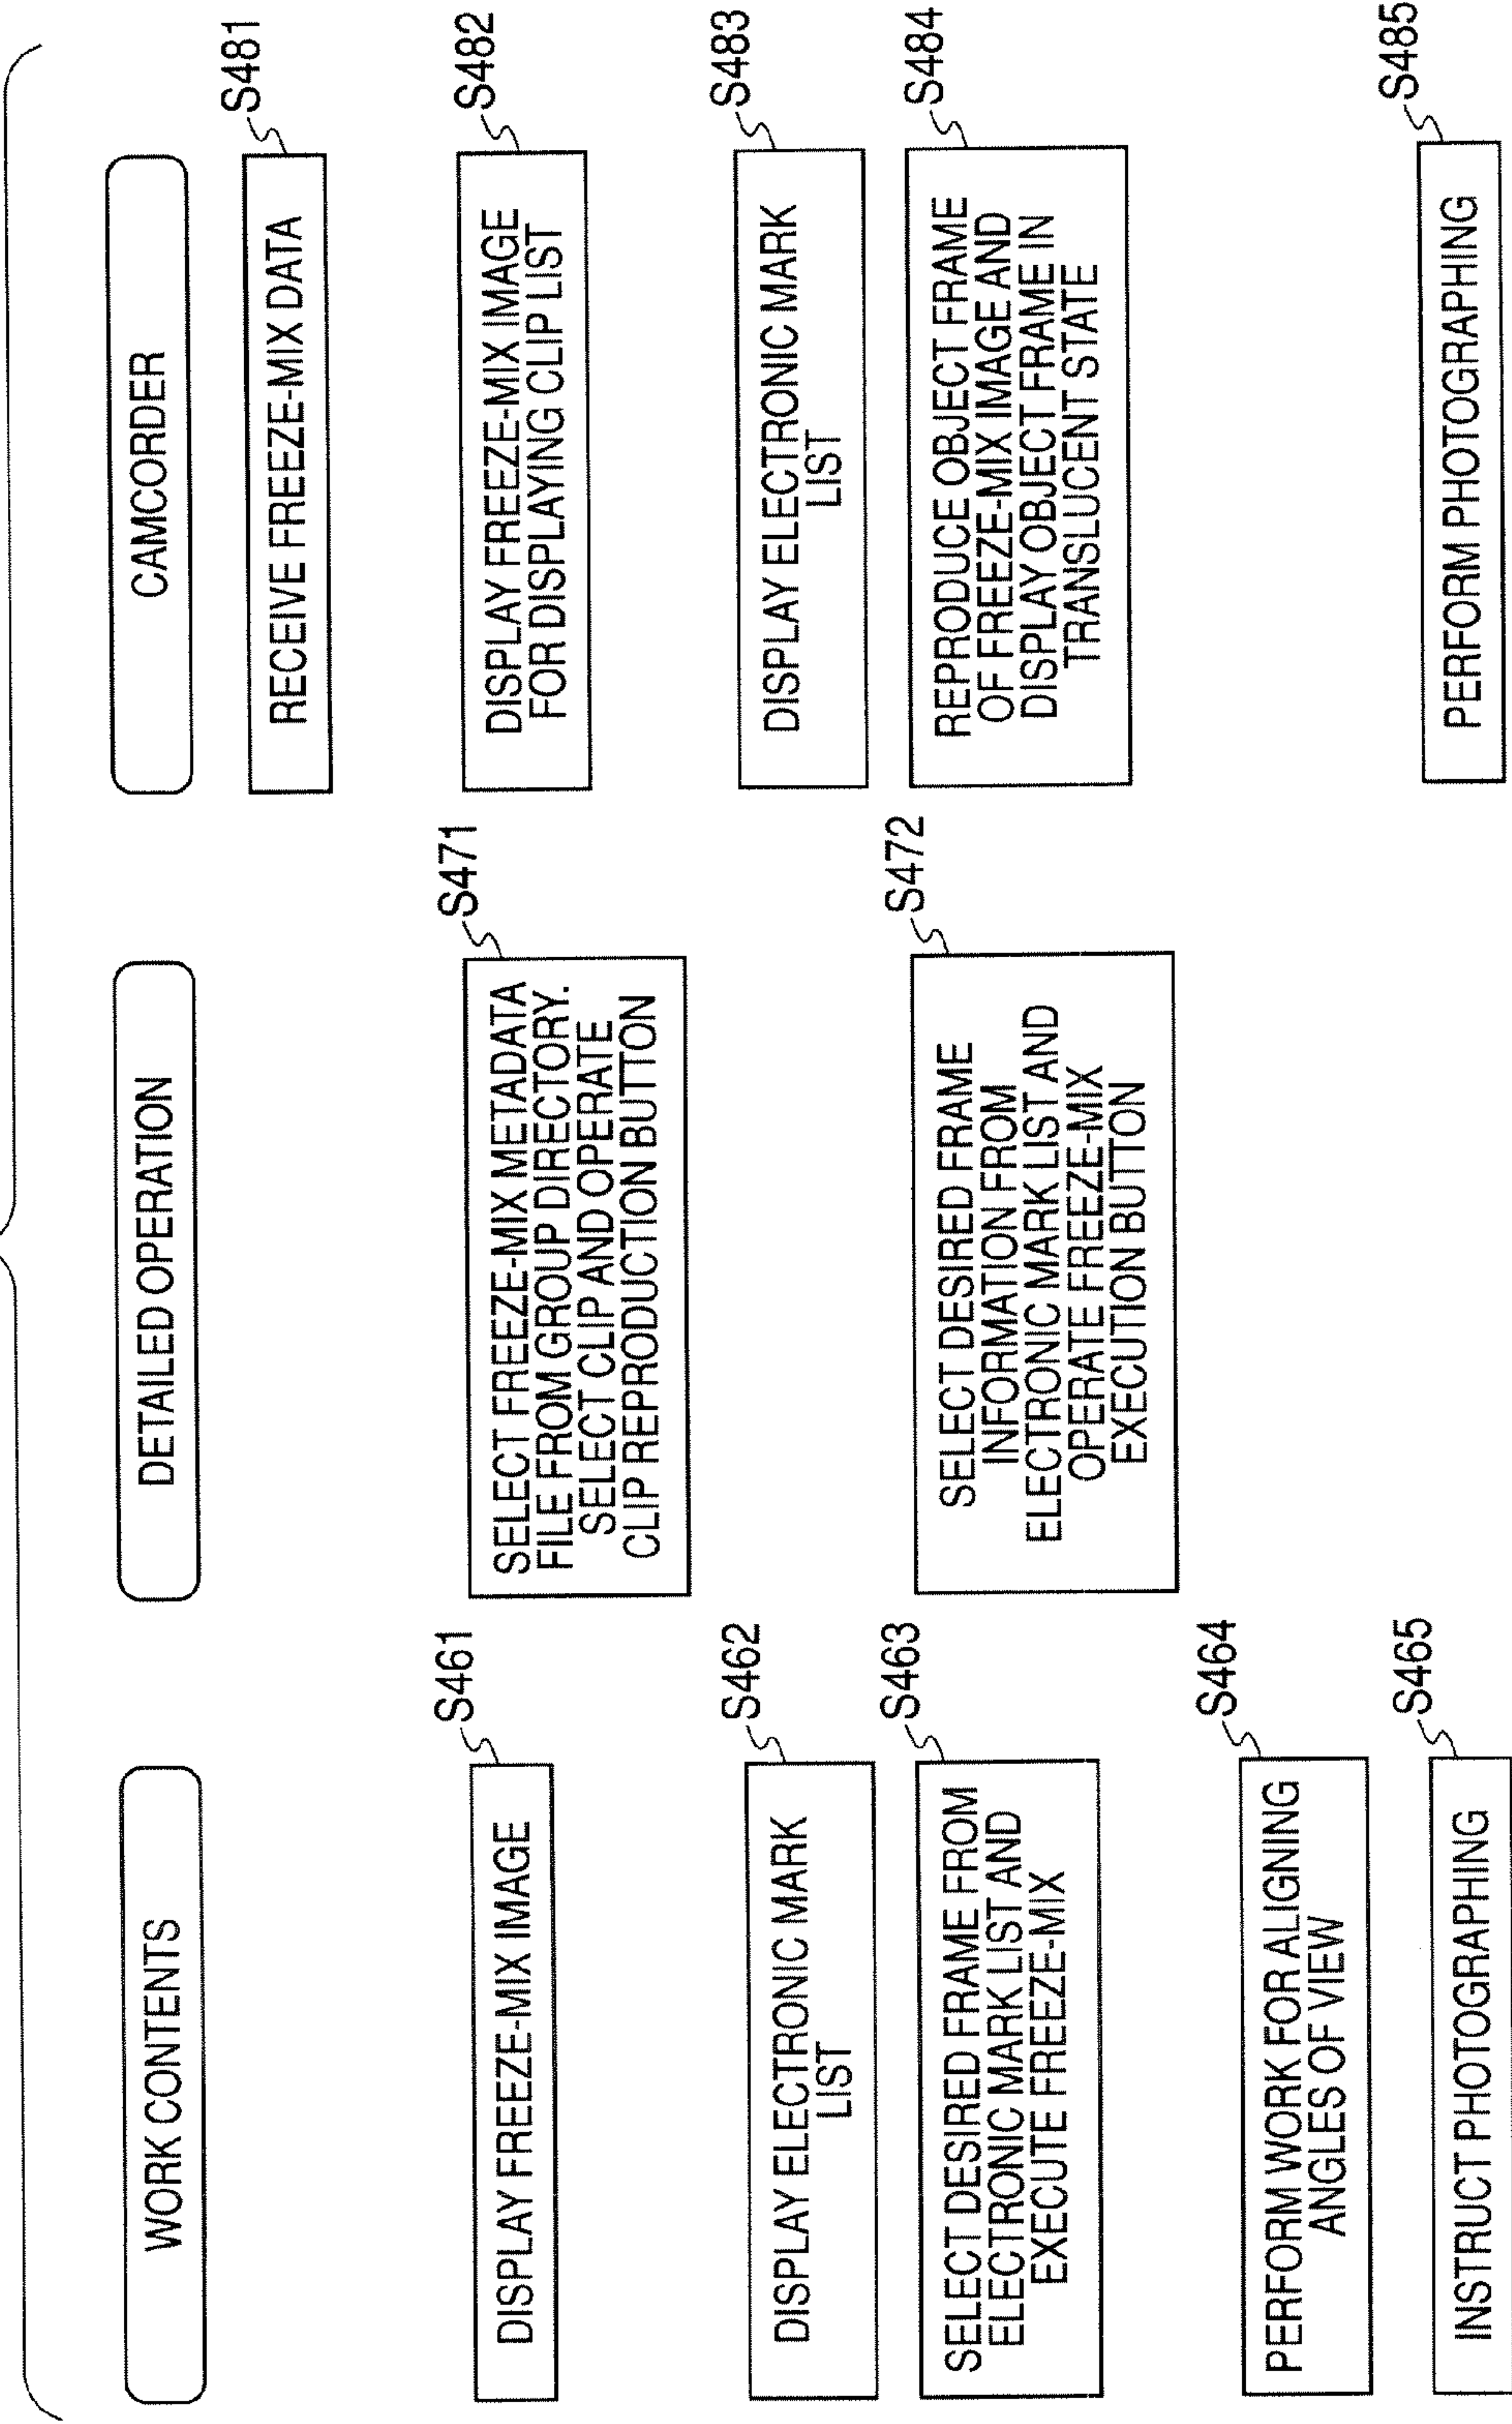 WORK CONTENTS
DETAILED OPERATION
CAMCORDER
RECEIVE FREEZE-MIX DATA
S481
DISPLAY FREEZE-MIX IMAGE
S461
SELECT FREEZE-MIX METADATA
FILE FROM GROUP DIRECTORY.
SELECT CLIP AND OPERATE
CLIP REPRODUCTION BUTTON
S471
DISPLAY FREEZE-MIX IMAGE
FOR DISPLAYING CLIP LIST
S482
DISPLAY ELECTRONIC MARK
LIST
S462
DISPLAY ELECTRONIC MARK
LIST
S483
SELECT DESIRED FRAME FROM
ELECTRONIC MARK LIST AND
EXECUTE FREEZE-MIX
S463
SELECT DESIRED FRAME
INFORMATION FROM
ELECTRONIC MARK LIST AND
OPERATE FREEZE-MIX
EXECUTION BUTTON
S472
REPRODUCE OBJECT FRAME
OF FREEZE-MIX IMAGE AND
DISPLAY OBJECT FRAME IN
TRANSLUCENT STATE
S484
PERFORM WORK FOR ALIGNING
ANGLES OF VIEW
S464
INSTRUCT PHOTOGRAPHING
S465
PERFORM PHOTOGRAPHING
S485